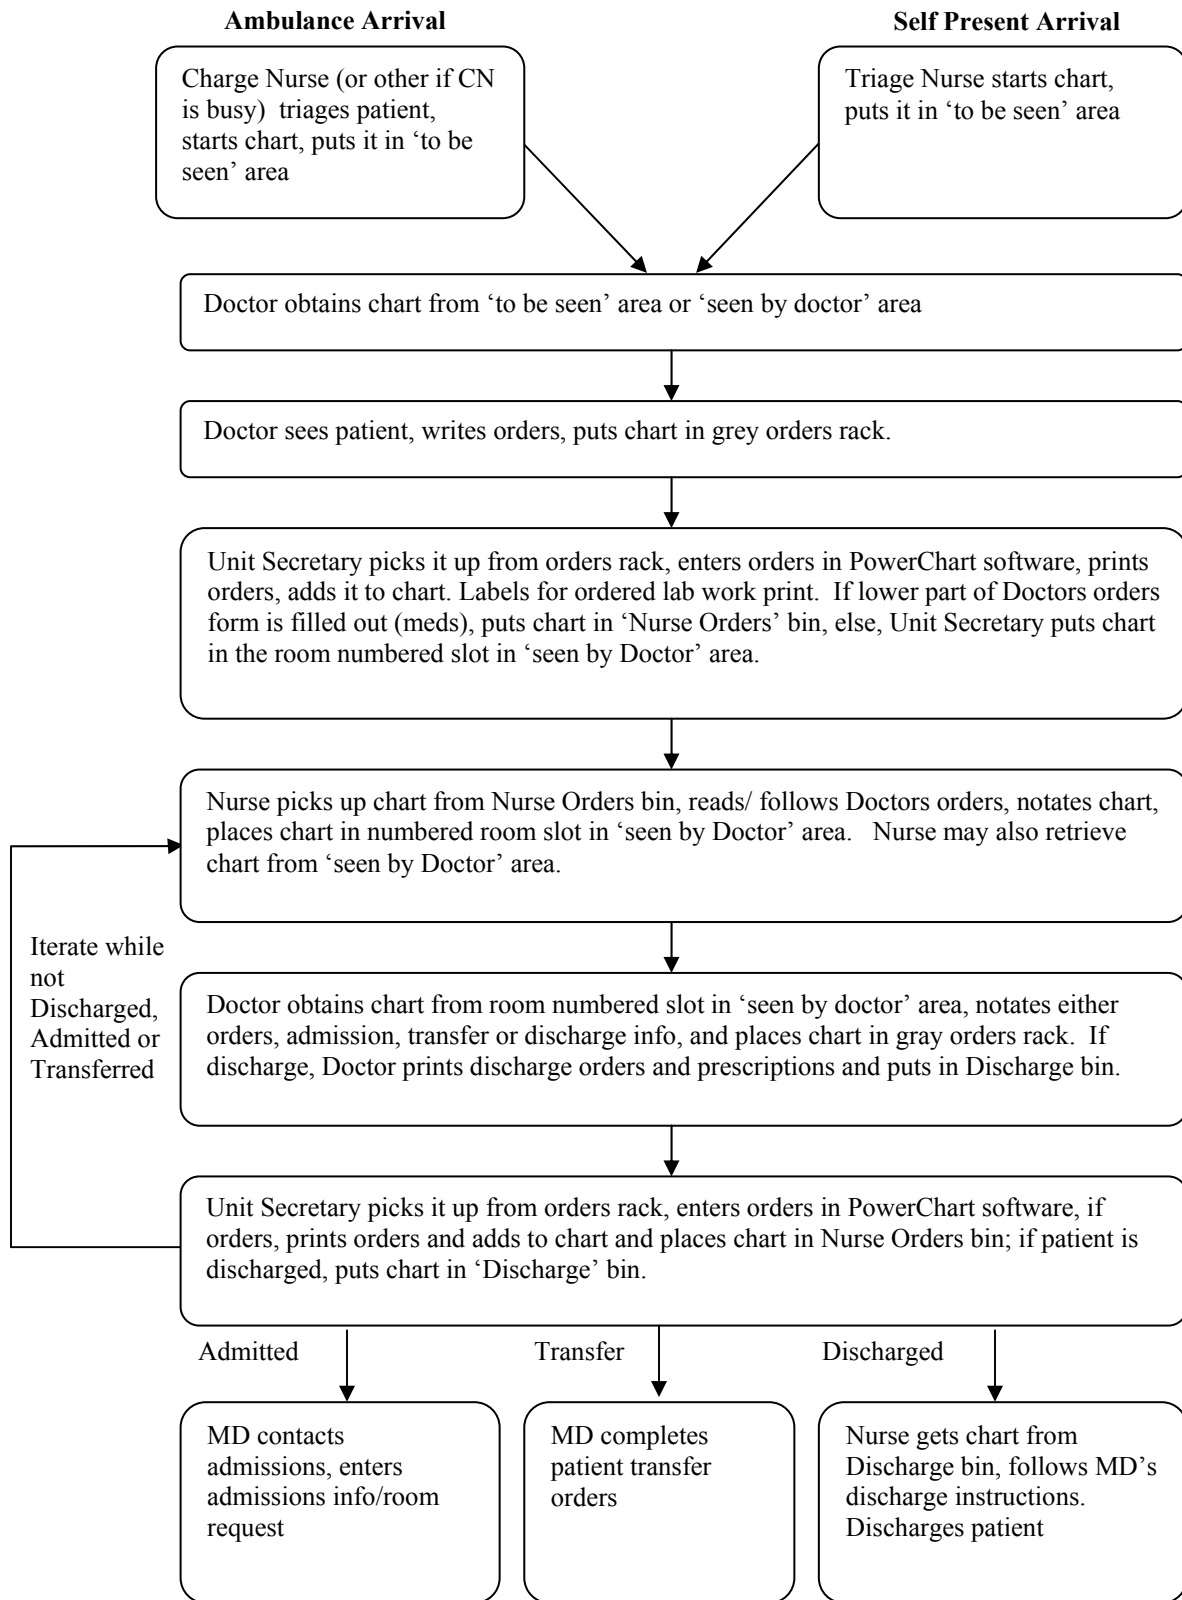 Ambulance Arrival
Self Present Arrival
Charge Nurse (or other if CN
is busy)  triages patient,
starts chart, puts it in ‘to be
seen’ area
Triage Nurse starts chart,
puts it in ‘to be seen’ area
Doctor obtains chart from ‘to be seen’ area or ‘seen by doctor’ area
Doctor sees patient, writes orders, puts chart in grey orders rack.
Unit Secretary picks it up from orders rack, enters orders in PowerChart software, prints
orders, adds it to chart. Labels for ordered lab work print.  If lower part of Doctors orders
form is filled out (meds), puts chart in ‘Nurse Orders’ bin, else, Unit Secretary puts chart
in the room numbered slot in ‘seen by Doctor’ area.
Nurse picks up chart from Nurse Orders bin, reads/ follows Doctors orders, notates chart,
places chart in numbered room slot in ‘seen by Doctor’ area.   Nurse may also retrieve
chart from ‘seen by Doctor’ area.
Iterate while
not
Discharged,
Admitted or
Transferred
Doctor obtains chart from room numbered slot in ‘seen by doctor’ area, notates either
orders, admission, transfer or discharge info, and places chart in gray orders rack.  If
discharge, Doctor prints discharge orders and prescriptions and puts in Discharge bin.
Unit Secretary picks it up from orders rack, enters orders in PowerChart software, if
orders, prints orders and adds to chart and places chart in Nurse Orders bin; if patient is
discharged, puts chart in ‘Discharge’ bin.
Admitted
Transfer
Discharged
MD contacts
admissions, enters
admissions info/room
request
MD completes
patient transfer
orders
Nurse gets chart from
Discharge bin, follows MD’s
discharge instructions.
Discharges patient